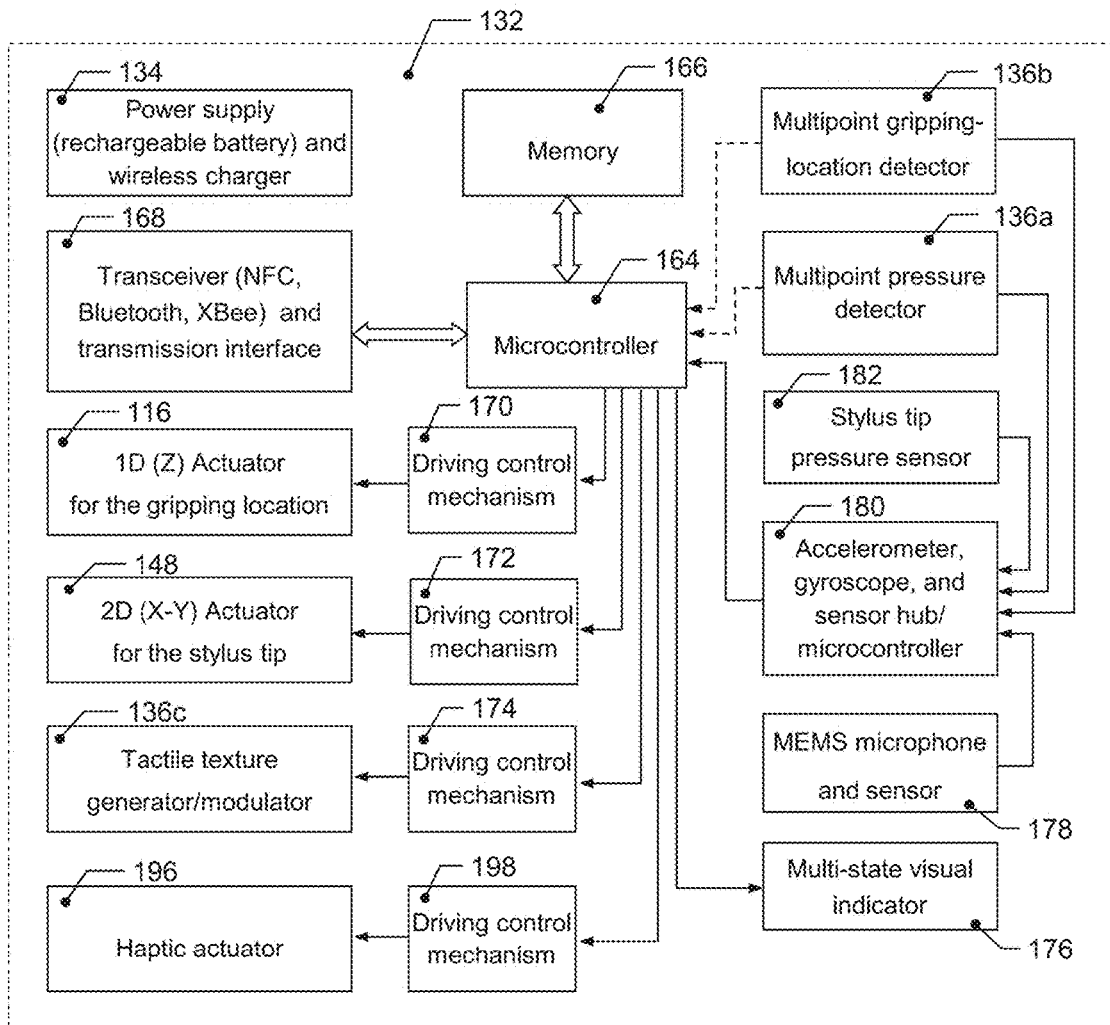 132
134
Power supply
(rechargeable battery) and
wireless charger
166
Memory
136b
Multipoint gripping-
location detector
168
Transceiver (NFC,
Bluetooth, XBee) and
transmission interface
164
Microcontroller
136a
Multipoint pressure
detector
182
Stylus tip
pressure sensor
116
1D (Z) Actuator
for the gripping location
170
Driving control
mechanism
180
Accelerometer,
gyroscope, and
sensor hub/
microcontroller
148
2D (X-Y) Actuator
for the stylus tip
172
Driving control
mechanism
136c
Tactile texture
generator/modulator
174
Driving control
mechanism
MEMS microphone
and sensor
178
196
Haptic actuator
198
Driving control
mechanism
Multi-state visual
indicator
176